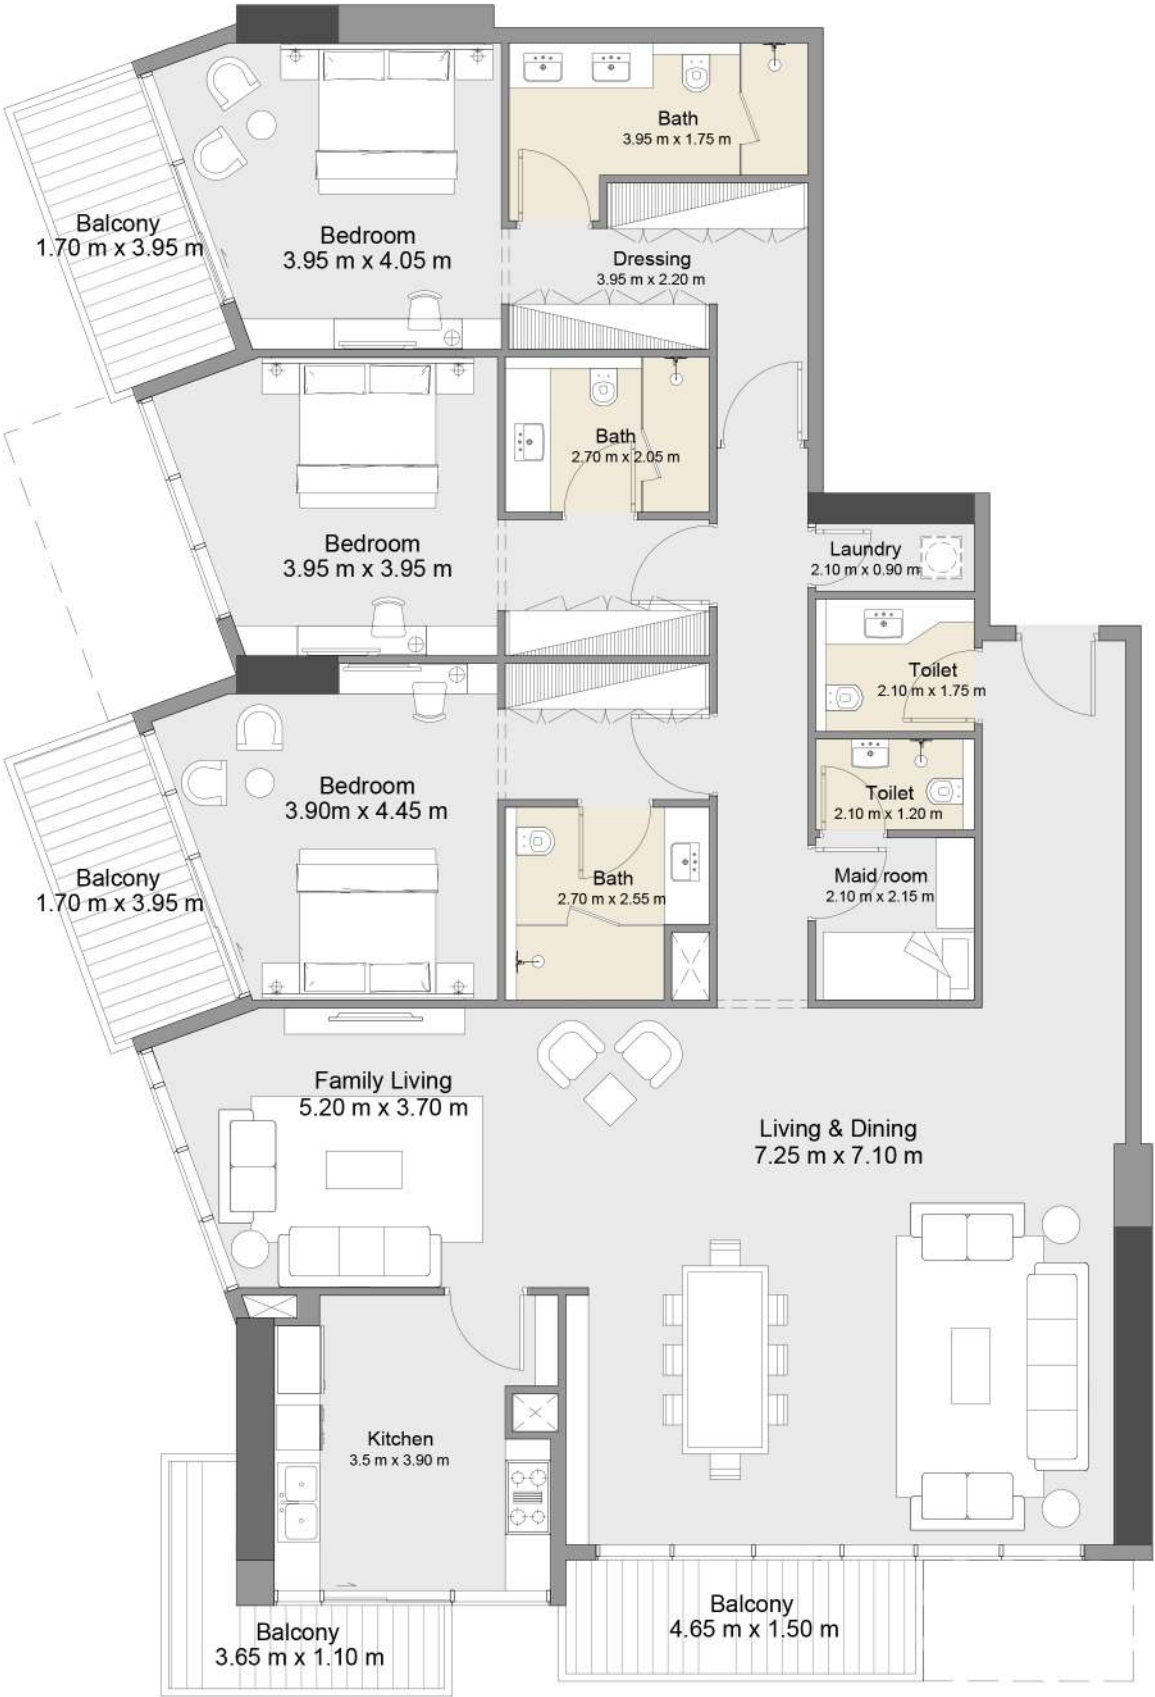 Bath
3.95 m x 1.75 m
Balcony
1.70 m x 3.95 m
Bedroom
3.95 m x 4.05 m
Dressing
3.95 m x 2.20 m
Bath
2.70 m x 2.05 m
Bedroom
3.95 m x 3.95 m
Laundry
2.10 m x 0.90 m
Toilet
2.10 m x 1.75 m
Bedroom
3.90m x 4.45 m
Toilet
2.10 m x 1.20 m
Balcony
1.70 m x 3.95 m
Bath
2.70 m x 2.55 m
Maid room
2.10 m x 2.15 m
Family Living
5.20 m x 3.70 m
Living & Dining
7.25 m x 7.10 m
Kitchen
3.5 m x 3.90 m
Balcony
3.65 m x 1.10 m
Balcony
4.65 m x 1.50 m